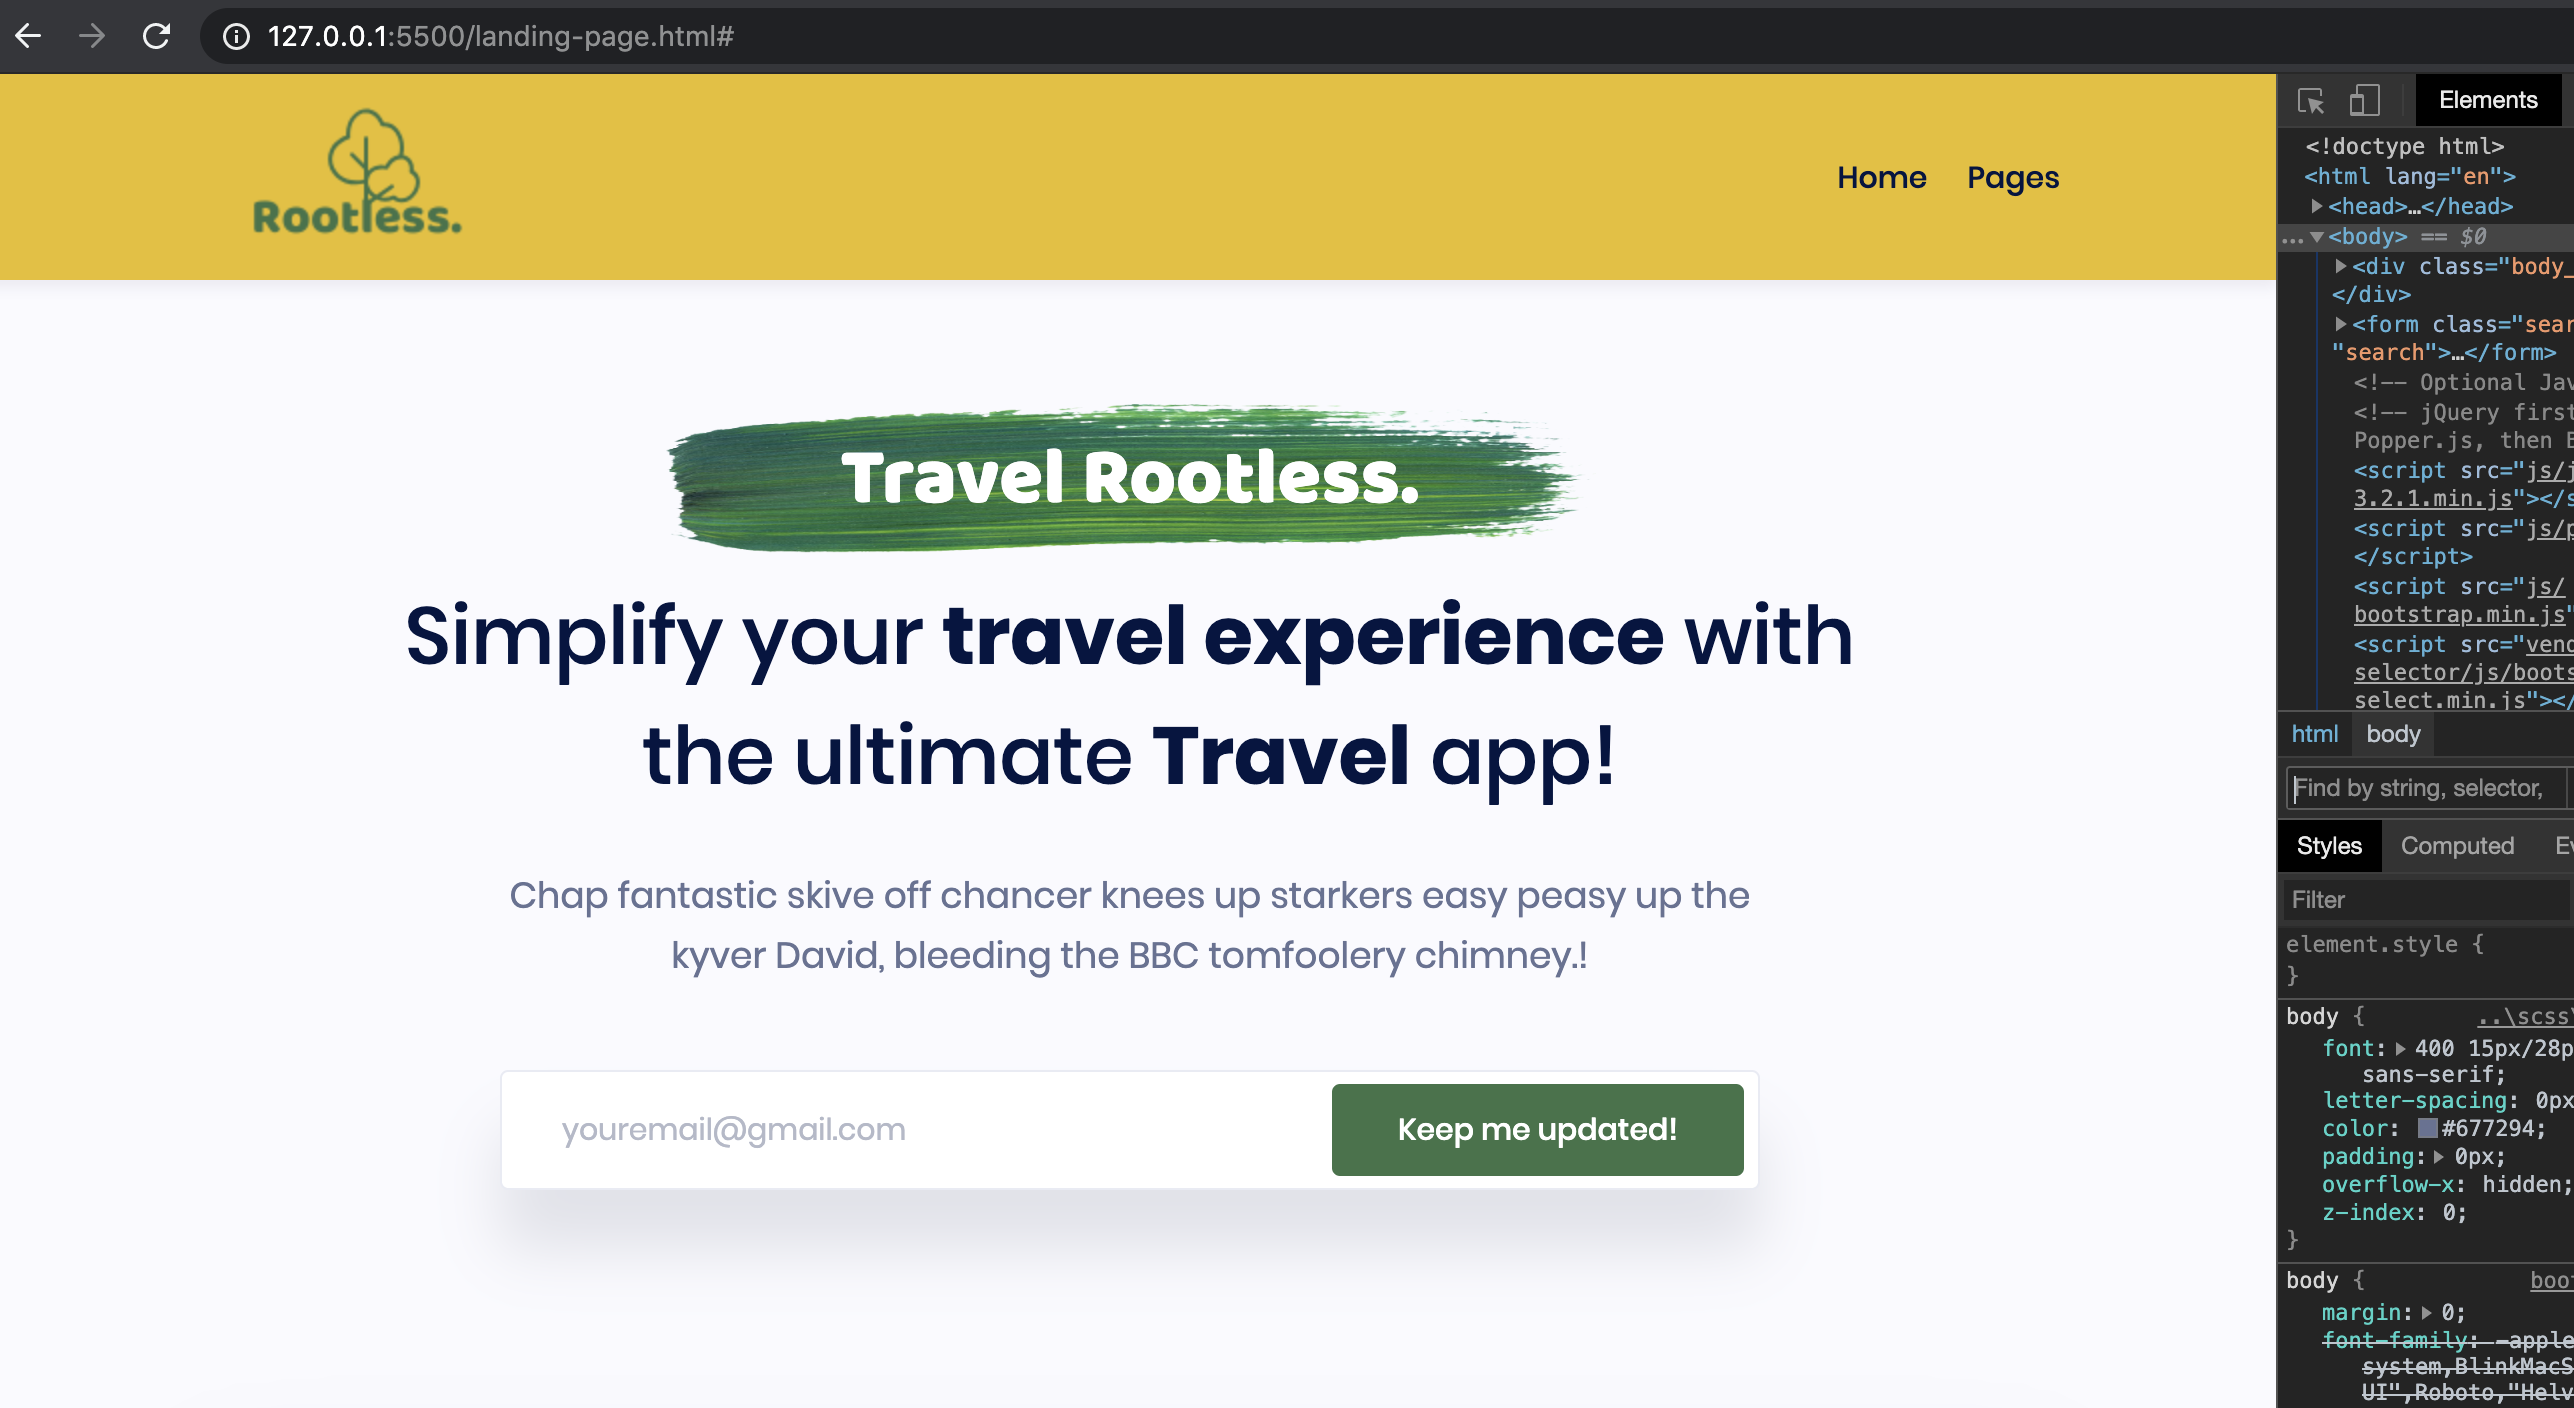 127.0.0.1:5500/landing-page.html#
Rootless.
Home Pages
Travel Rootless.
Simplify your travel experience with
the ultimate Travel app!
Chap fantastic skive off chancer knees up starkers easy peasy up the
kyver David, bleeding the BBC tomfoolery chimney.!
youremail@gmail.com
Keep me updated!
Elements
<!doctype html>
<html lang="en">
<head>…</head>
… <body> == $0
<div class="body_
</div>
<form class="sear
"search">…</form>
<!-- Optional Jav
<!-- jQuery first
Popper.js, then
<script src="js/j
3.2.1.min.js"></s
<script src="js/p
</script>
<script src="js/
bootstrap.min.js"
<script src="vend
selector/js/boots
select.min.js"></
html body
Find by string, selector,
Styles Computed Ev
Filter
element.style {
}
body { ..\scss\
font: 400 15px/28p
sans-serif;
letter-spacing: 0px
color: #677294;
padding: 0px;
overflow-x: hidden;
z-index: 0;
}
body { boot
margin: 0;
font-family: -apple
system,BlinkMacS
UI",Roboto,"Helv